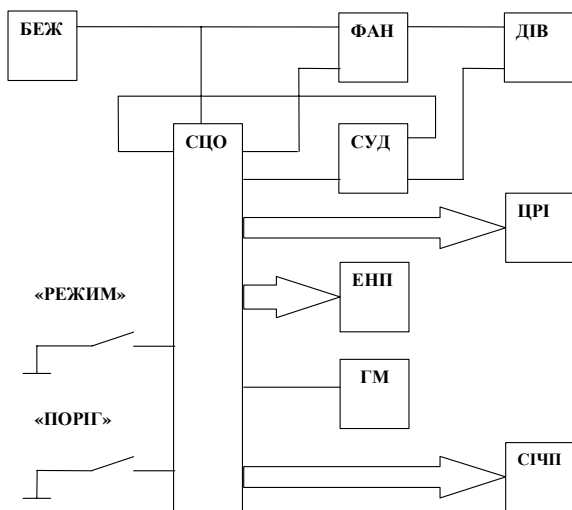 БЕЖ
ФАН
ДІВ
СЦО
СУД
ЦРІ
«РЕЖИМ»
ЕНП
ГМ
«ПОРІГ»
СІЧП